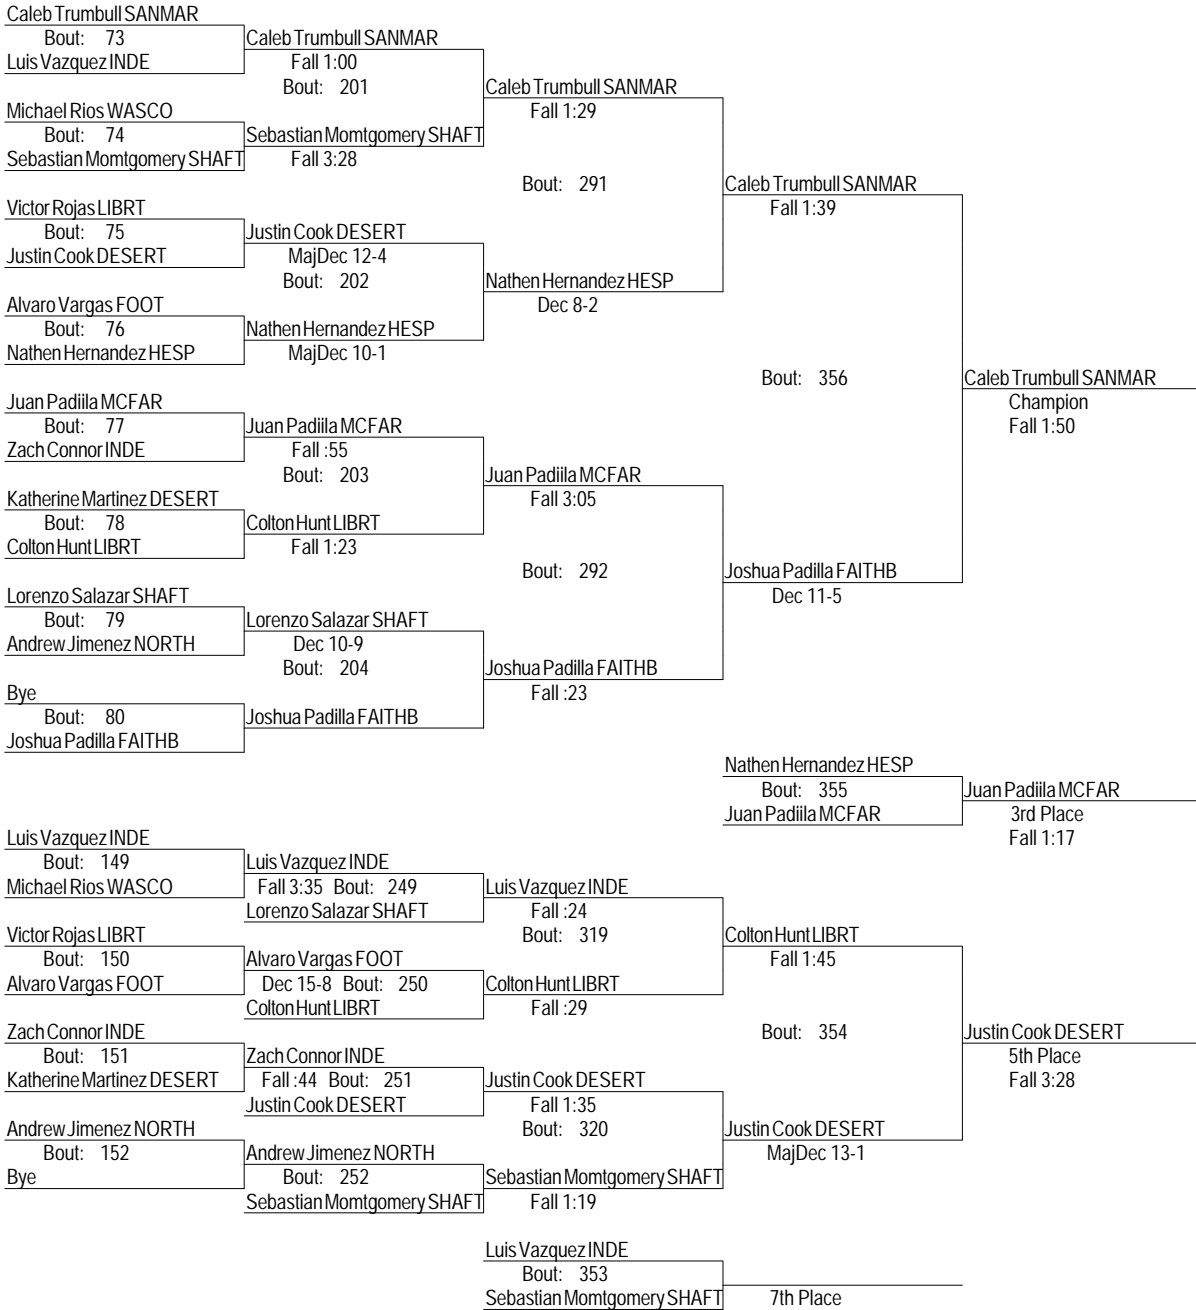 Caleb Trumbull SANMAR
Bout: 73
Caleb Trumbull SANMAR
Luis Vazquez INDE
Fall 1:00
Bout: 201
Caleb Trumbull SANMAR
Michael Rios WASCO
Fall 1:29
Bout: 74
Sebastian Momtgomery SHAFT
Sebastian Momtgomery SHAFT
Fall 3:28
Bout: 291
Caleb Trumbull SANMAR
Victor Rojas LIBRT
Fall 1:39
Bout: 75
Justin Cook DESERT
Justin Cook DESERT
MajDec 12-4
Bout: 202
Nathen Hernandez HESP
Alvaro Vargas FOOT
Dec 8-2
Bout: 76
Nathen Hernandez HESP
Nathen Hernandez HESP
MajDec 10-1
Bout: 356
Caleb Trumbull SANMAR
Juan Padiila MCFAR
Champion
Bout: 77
Juan Padiila MCFAR
Fall 1:50
Zach Connor INDE
Fall :55
Bout: 203
Juan Padiila MCFAR
Katherine Martinez DESERT
Fall 3:05
Bout: 78
Colton Hunt LIBRT
Colton Hunt LIBRT
Fall 1:23
Bout: 292
Joshua Padilla FAITHB
Lorenzo Salazar SHAFT
Dec 11-5
Bout: 79
Lorenzo Salazar SHAFT
Andrew Jimenez NORTH
Dec 10-9
Bout: 204
Joshua Padilla FAITHB
Bye
Fall :23
Bout: 80
Joshua Padilla FAITHB
Joshua Padilla FAITHB
Nathen Hernandez HESP
Bout: 355
Juan Padiila MCFAR
Juan Padiila MCFAR
3rd Place
Fall 1:17
Luis Vazquez INDE
Bout: 149
Luis Vazquez INDE
Michael Rios WASCO
Fall 3:35 Bout: 249
Luis Vazquez INDE
Lorenzo Salazar SHAFT
Fall :24
Victor Rojas LIBRT
Bout: 319
Colton Hunt LIBRT
Bout: 150
Alvaro Vargas FOOT
Fall 1:45
Alvaro Vargas FOOT
Dec 15-8 Bout: 250
Colton Hunt LIBRT
Colton Hunt LIBRT
Fall :29
Zach Connor INDE
Bout: 354
Justin Cook DESERT
Bout: 151
Zach Connor INDE
5th Place
Katherine Martinez DESERT
Fall :44 Bout: 251
Justin Cook DESERT
Fall 3:28
Justin Cook DESERT
Fall 1:35
Andrew Jimenez NORTH
Bout: 320
Justin Cook DESERT
Bout: 152
Andrew Jimenez NORTH
MajDec 13-1
Bye
Bout: 252
Sebastian Momtgomery SHAFT
Sebastian Momtgomery SHAFT
Fall 1:19
Luis Vazquez INDE
Bout: 353
Sebastian Momtgomery SHAFT
7th Place